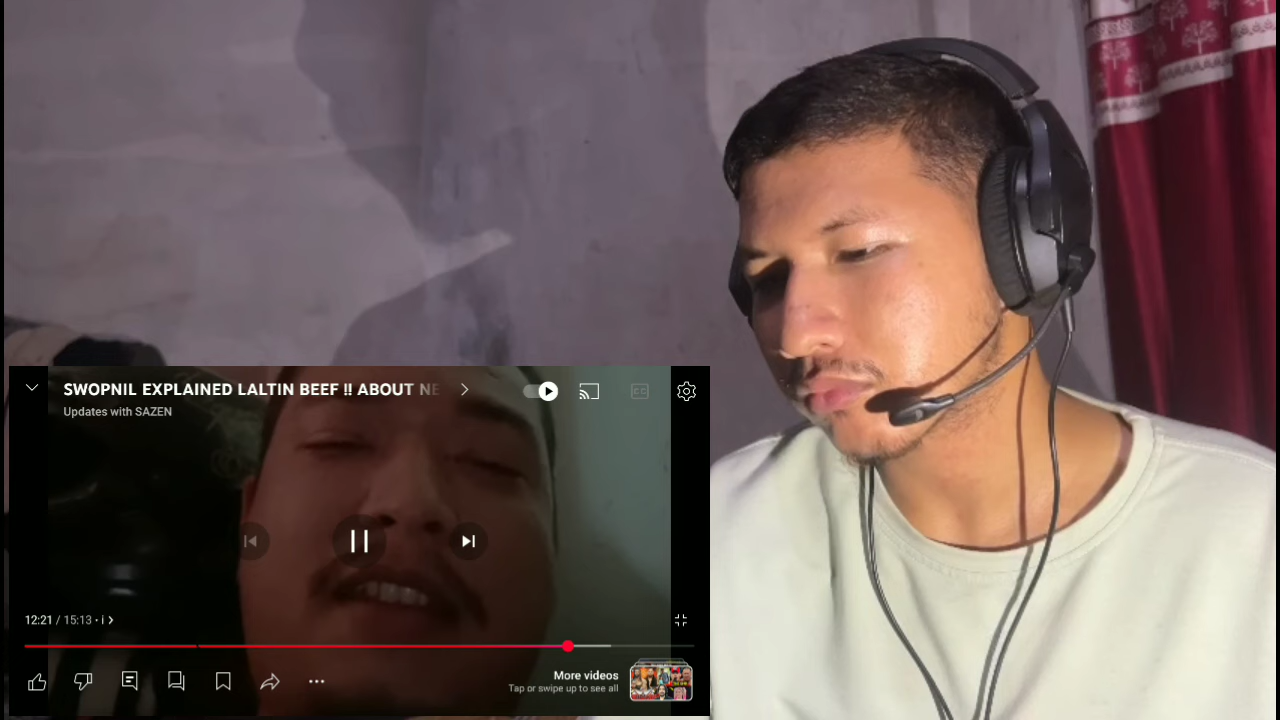 SWOPNIL EXPLAINED LALTIN BEEF !! ABOUT NE
Updates with SAZEN
12:21 / 15:13 • i
More videos
Tap or swipe up to see all